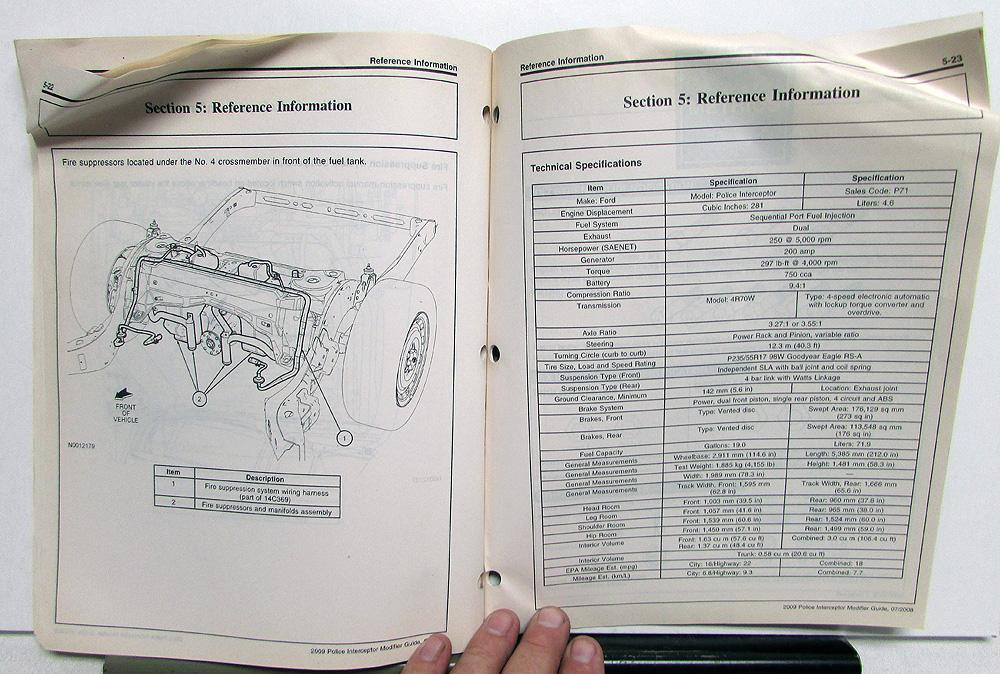 5-22
Reference Information
Section 5: Reference Information
Fire suppressors located under the No. 4 crossmember in front of the fuel tank.
FRONT
OF
VEHICLE
2
1
N0012179
Item Description
1 Fire suppression system wiring harness
(part of 14C369)
2 Fire suppressors and manifolds assembly
2009 Police Interceptor Modifier Guide,
Reference Information
5-23
Section 5: Reference Information
Technical Specifications
Item Specification Specification
Make: Ford Model: Police Interceptor Sales Code: P71
Engine Displacement Cubic Inches: 281 Liters: 4.6
Fuel System Sequential Port Fuel Injection
Exhaust Dual
Horsepower (SAENET) 250 @ 5,000 rpm
Generator 200 amp
Torque 297 lb-ft @ 4,000 rpm
Battery 750 cca
Compression Ratio 9.4:1
Transmission Model: 4R70W Type: 4-speed electronic automatic
with lockup torque converter and
overdrive.
Axle Ratio 3.27:1 or 3.55:1
Steering Power Rack and Pinion, variable ratio
Turning Circle (curb to curb) 12.3 m (40.3 ft)
Tire Size, Load and Speed Rating P235/55R17 98W Goodyear Eagle RS-A
Suspension Type (Front) Independent SLA with ball joint and coil spring
Suspension Type (Rear) 4 bar link with Watts Linkage
Ground Clearance, Minimum 142 mm (5.6 in) Location: Exhaust joint
Brake System Power, dual front piston, single rear piston, 4 circuit and ABS
Brakes, Front Type: Vented disc Swept Area: 176,129 sq mm
(273 sq in)
Brakes, Rear Type: Vented disc Swept Area: 113,548 sq mm
(176 sq in)
Fuel Capacity Gallons: 19.0 Liters: 71.9
General Measurements Wheelbase: 2,911 mm (114.6 in) Length: 5,385 mm (212.0 in)
General Measurements Test Weight: 1,885 kg (4,155 lb) Height: 1,481 mm (58.3 in)
General Measurements Width: 1,989 mm (78.3 in) —
General Measurements Track Width, Front: 1,595 mm
(62.8 in) Track Width, Rear: 1,666 mm
(65.6 in)
Head Room Front: 1,003 mm (39.5 in) Rear: 960 mm (37.8 in)
Leg Room Front: 1,057 mm (41.6 in) Rear: 965 mm (38.0 in)
Shoulder Room Front: 1,539 mm (60.6 in) Rear: 1,524 mm (60.0 in)
Hip Room Front: 1,450 mm (57.1 in) Rear: 1,499 mm (59.0 in)
Interior Volume Front: 1.63 cu m (57.6 cu ft)
Rear: 1.37 cu m (48.4 cu ft) Combined: 3.0 cu m (106.4 cu ft)
Interior Volume Trunk: 0.58 cu m (20.6 cu ft)
EPA Mileage Est. (mpg) City: 16/Highway: 22 Combined: 18
Mileage Est. (km/L) City: 6.8/Highway: 9.3 Combined: 7.7
2009 Police Interceptor Modifier Guide, 07/2008